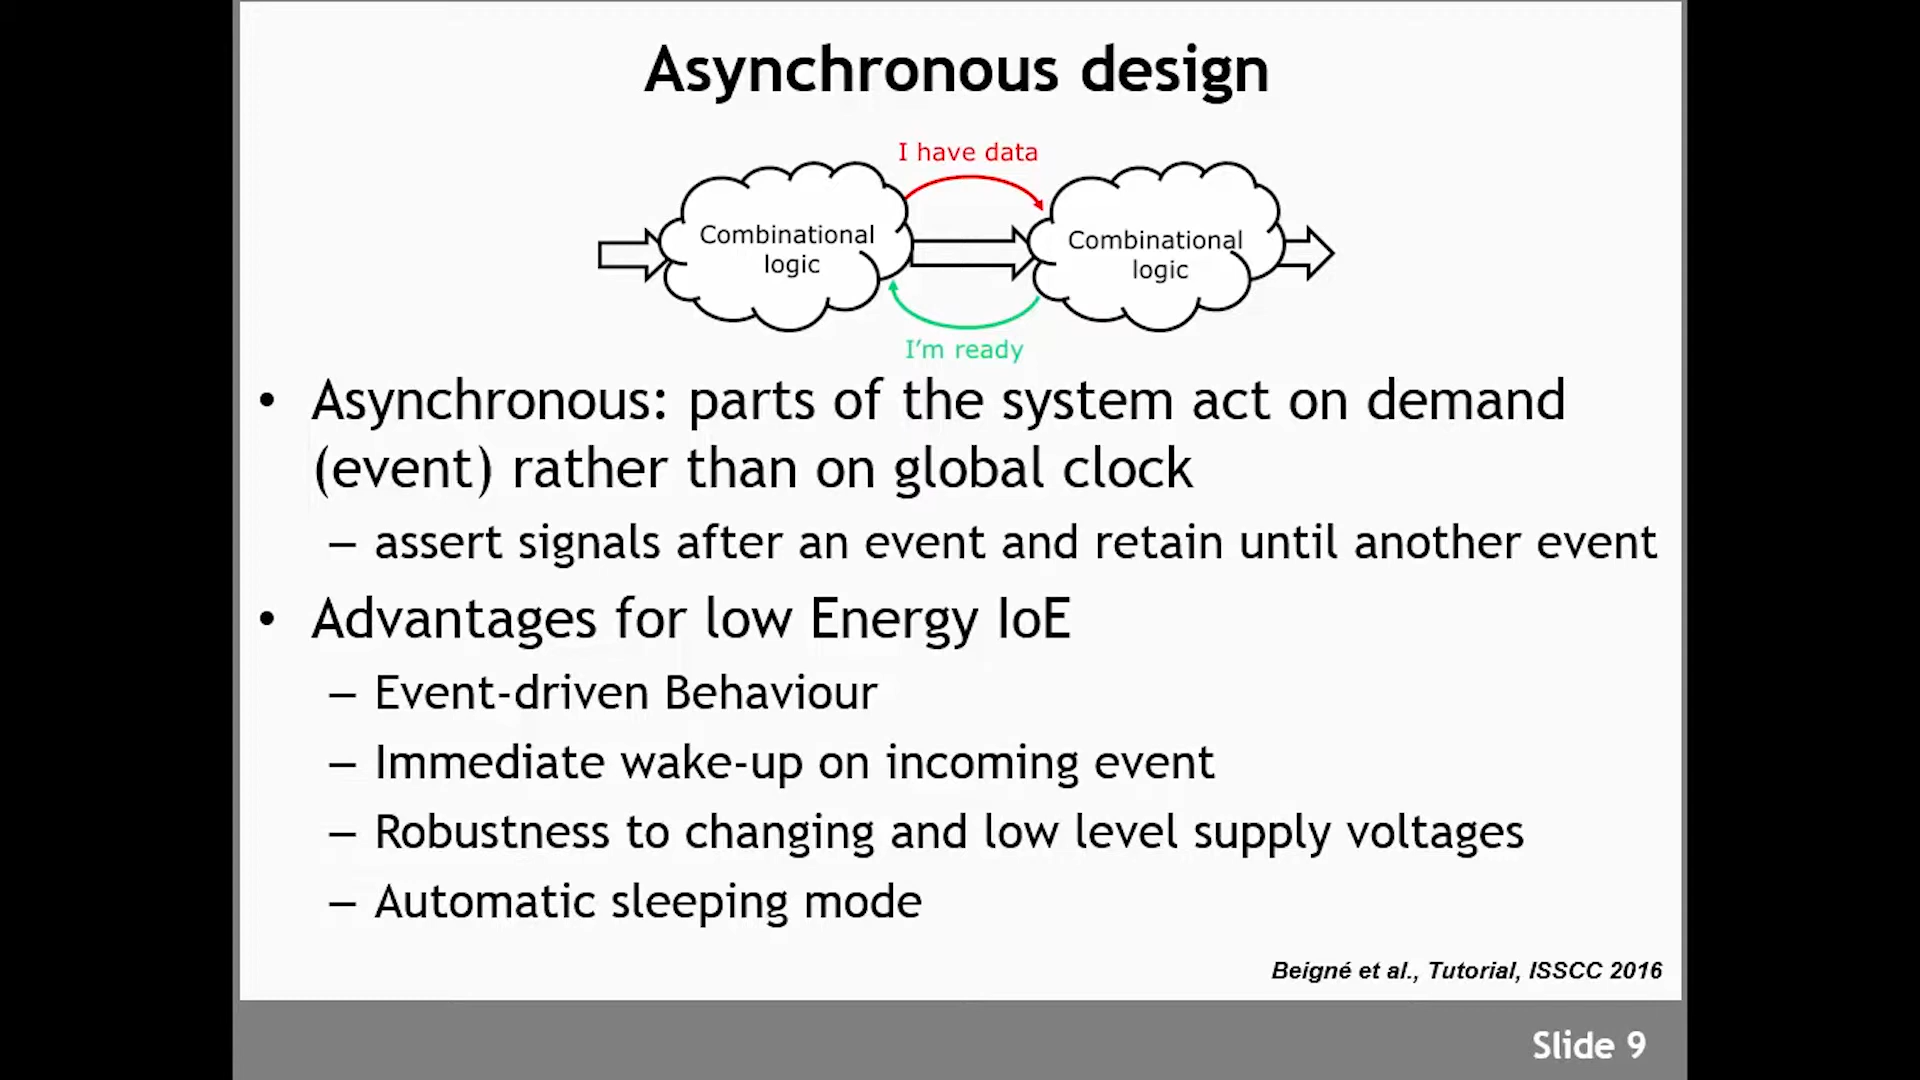 Asynchronous design
I have data
Combinational
logic
Combinational
logic
I'm ready
• Asynchronous: parts of the system act on demand
(event) rather than on global clock
– assert signals after an event and retain until another event
• Advantages for low Energy IoE
– Event-driven Behaviour
– Immediate wake-up on incoming event
– Robustness to changing and low level supply voltages
– Automatic sleeping mode
Beigné et al., Tutorial, ISSCC 2016
Slide 9